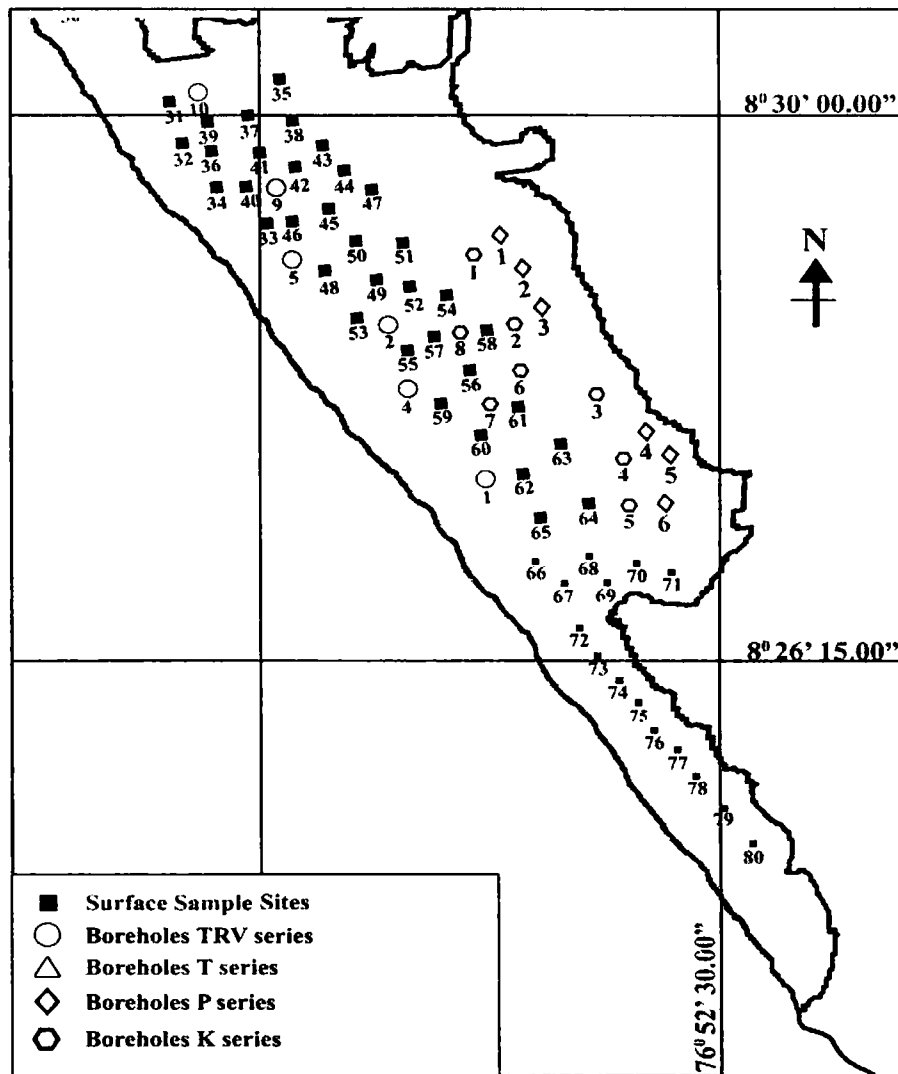 35
31 10 39 37 38
8⁰ 30' 00.00"
32 36 41 43
42 44
34 40 9 47
33 46 45
50 51
5 48 49 52 54
1 1 2 3
53 2 57 8 58 2
55 56 6
4 59 7 61 3
60 63 4 4 5
1 62
65 64 5 6
66 68 70 71
67 69
72
8⁰ 26' 15.00"
73
74
75
76
77
78
79
80
N
Surface Sample Sites
Boreholes TRV series
Boreholes T series
Boreholes P series
Boreholes K series
76⁰ 52' 30.00"